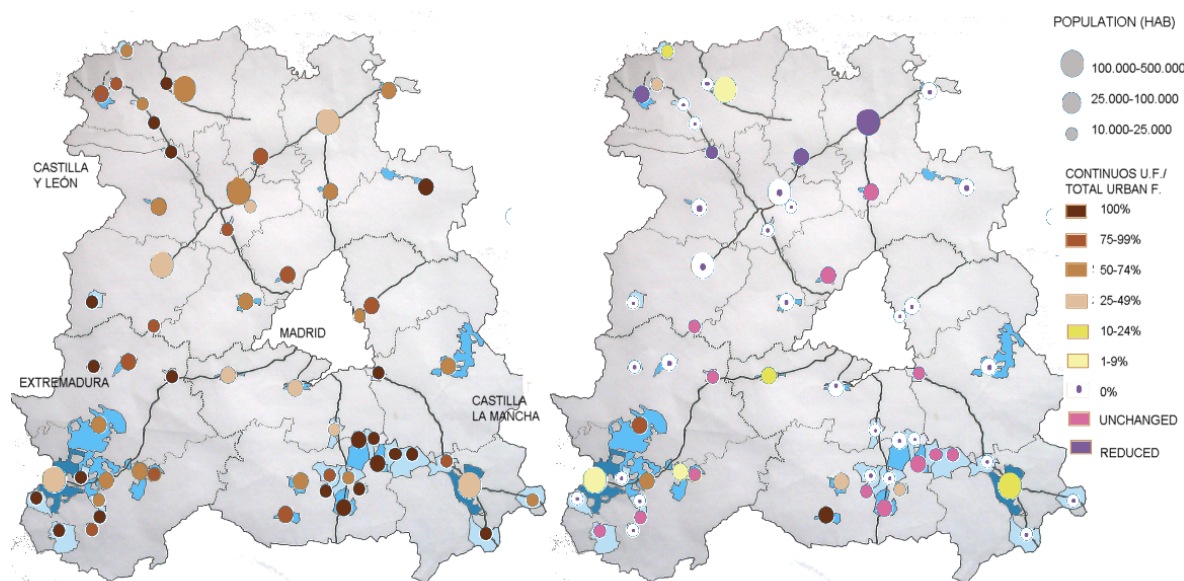 POPULATION (HAB)
100.000-500.000
25.000-100.000
10.000-25.000
CONTINUOS U.F./
TOTAL URBAN F.
100%
75-99%
50-74%
25-49%
10-24%
1-9%
0%
UNCHANGED
REDUCED
CASTILLA
Y LEÓN
MADRID
EXTREMADURA
CASTILLA
LA MANCHA